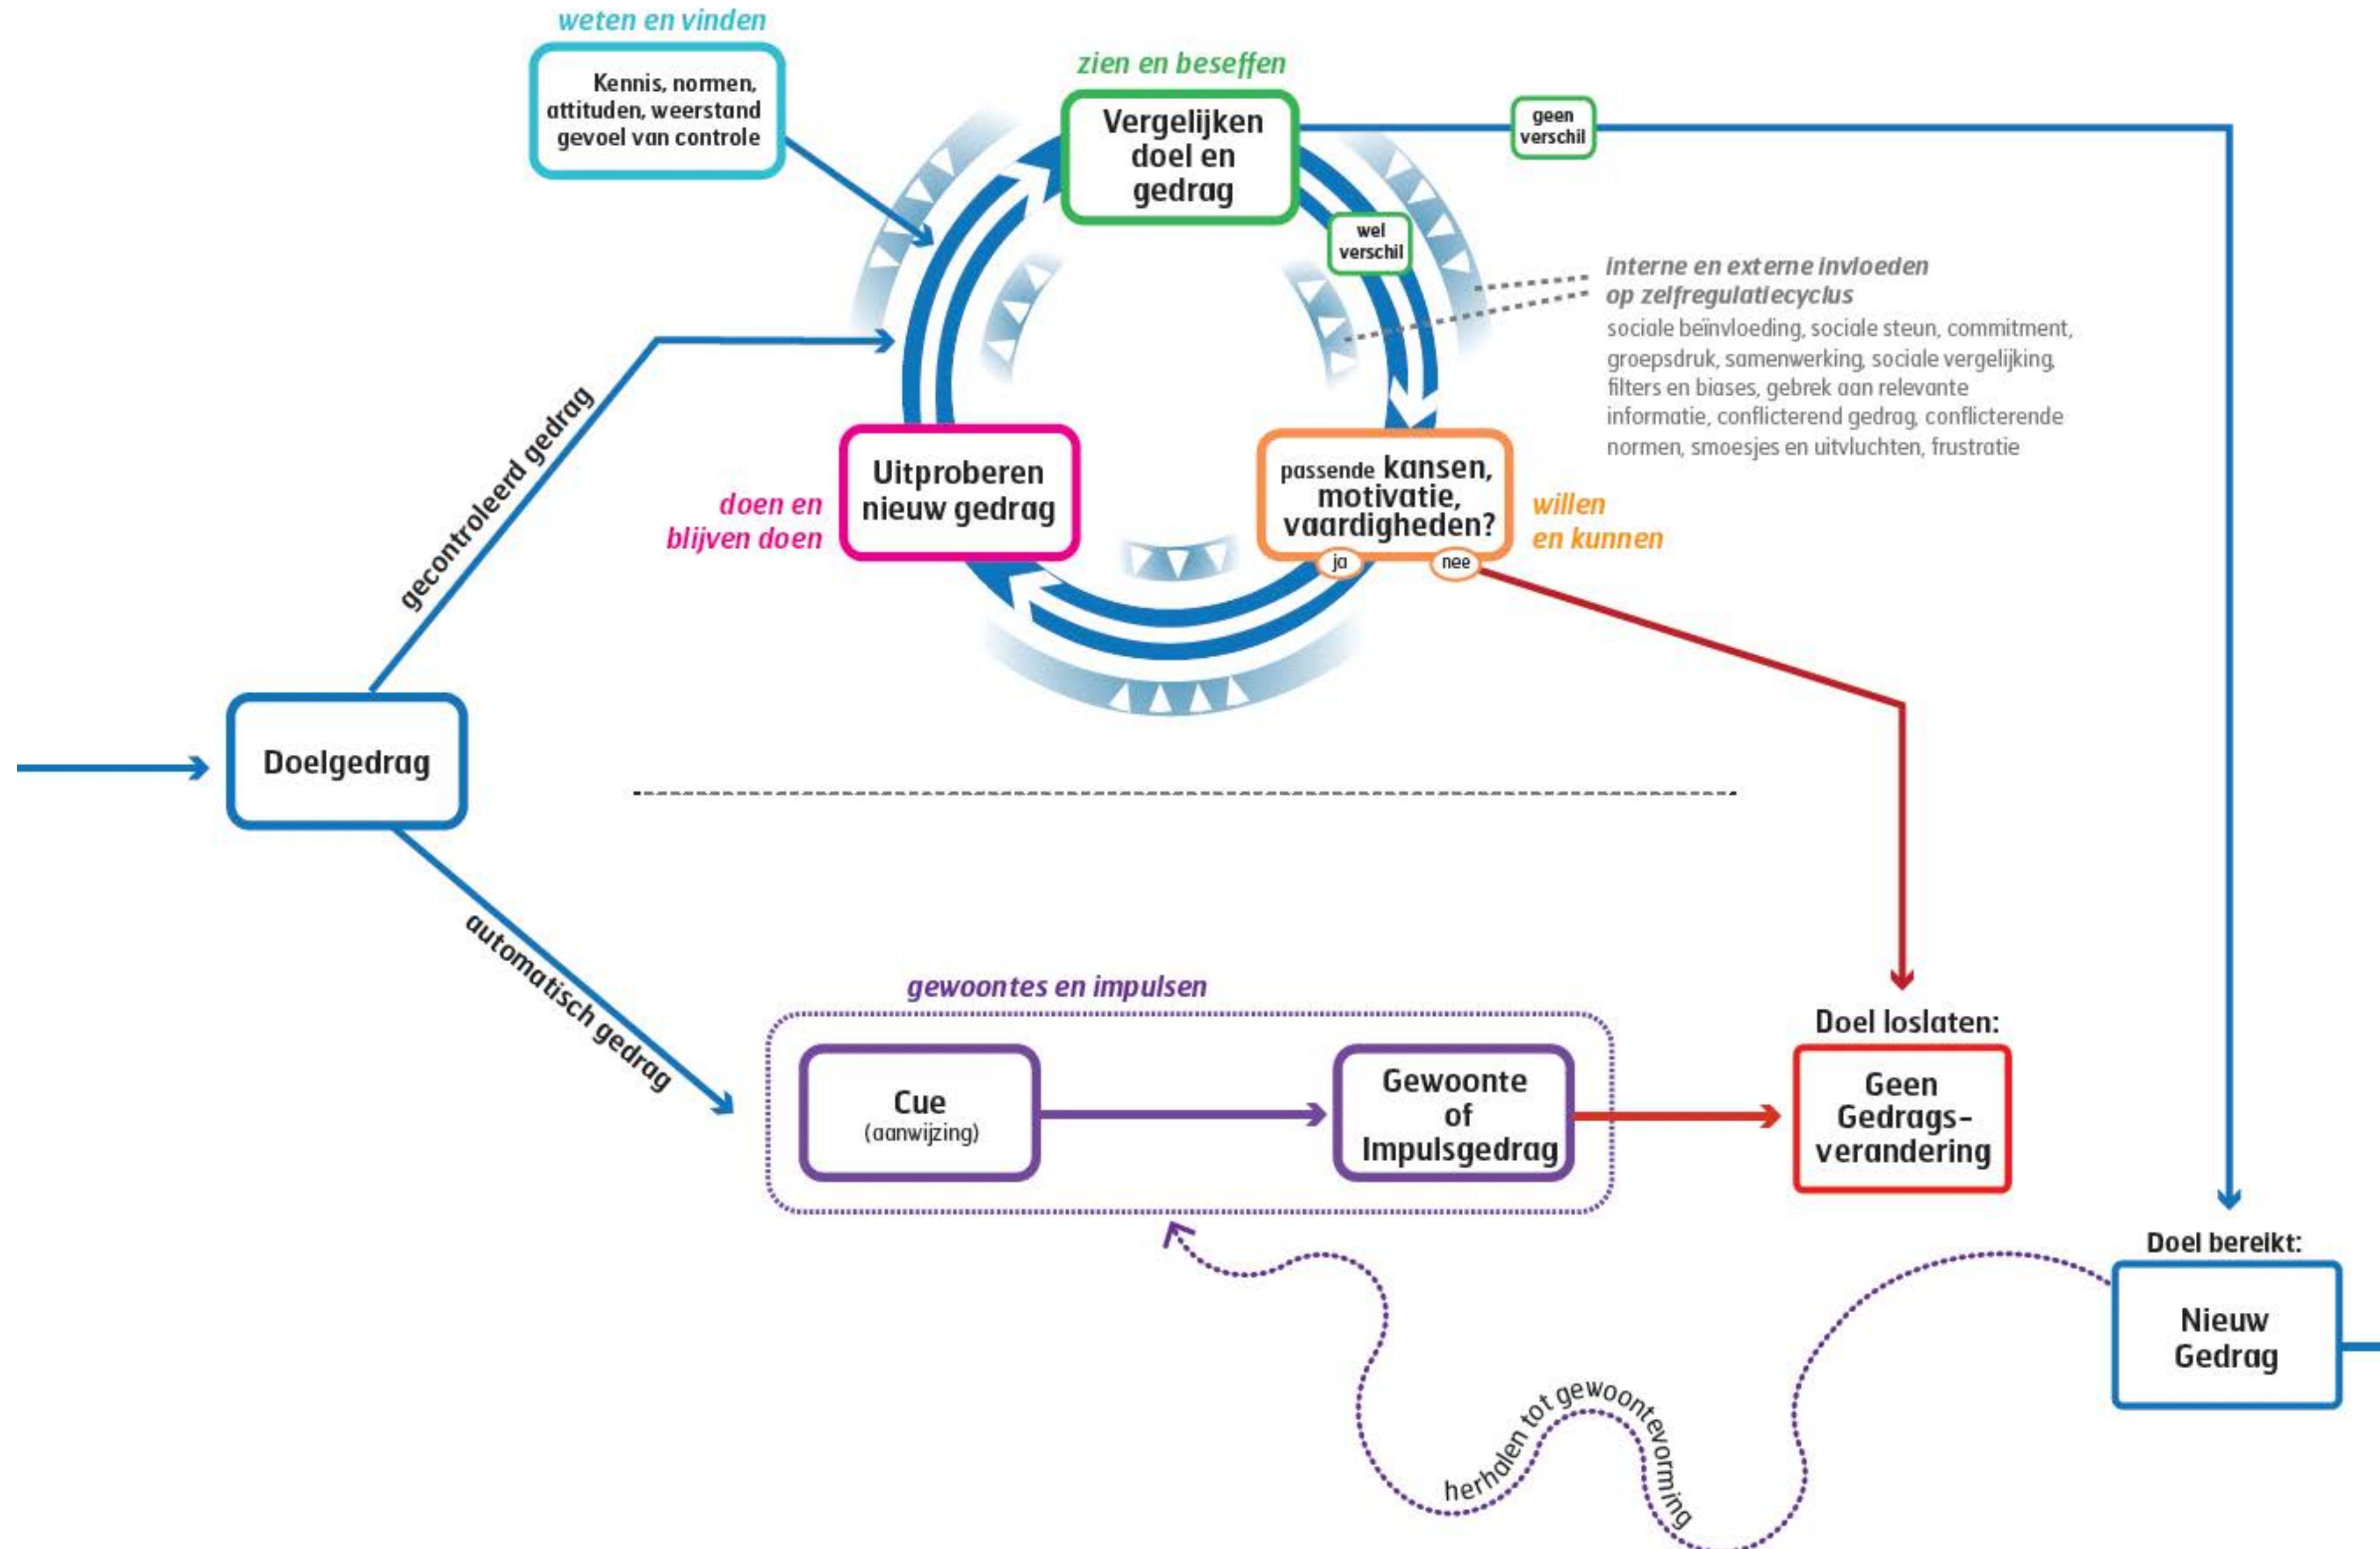 weten en vinden
Kennis, normen,
attituden, weerstand
gevoel van controle
zien en beseffen
Vergelijken
doel en
gedrag
geen
verschil
wel
verschil
interne en externe invloeden
op zelfregulatiecyclus
sociale beïnvloeding, sociale steun, commitment,
groepsdruk, samenwerking, sociale vergelijking,
filters en biases, gebrek aan relevante
informatie, conflicterend gedrag, conflicterende
normen, smoesjes en uitvluchten, frustratie
gecontroleerd gedrag
doen en
blijven doen
Uitproberen
nieuw gedrag
passende kansen,
motivatie,
vaardigheden?
ja
nee
willen
en kunnen
Doelgedrag
automatisch gedrag
gewoontes en impulsen
Cue
(aanwijzing)
Gewoonte
of
Impulsgedrag
Doel loslaten:
Geen
Gedrags-
verandering
Doel bereikt:
Nieuw
Gedrag
herhalen tot gewoontevorming